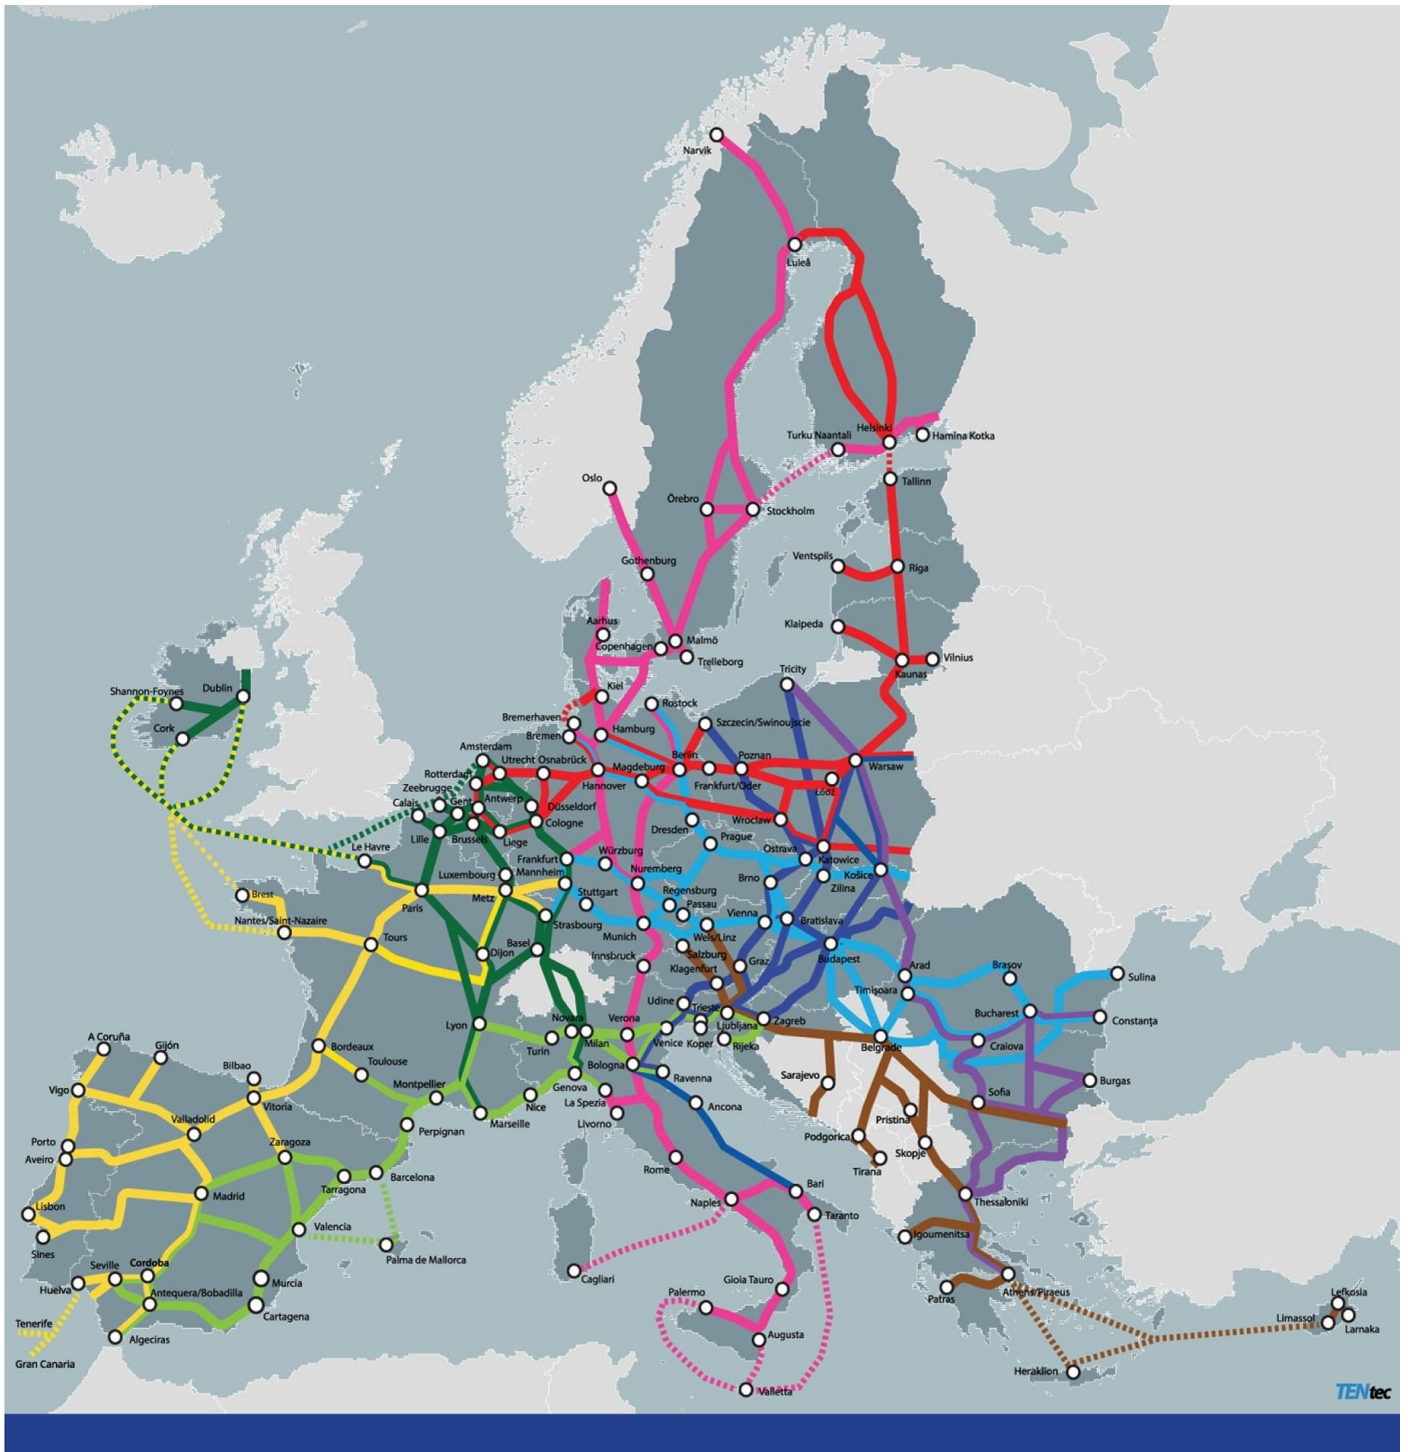 Narvik
Luleå
Helsinki
Turku Naantali
Hamina Kotka
Oslo
Tallinn
Örebro
Stockholm
Gothenburg
Ventspils
Riga
Aarhus
Klaipeda
Copenhagen
Malmö
Trelleborg
Vilnius
Kaunas
Tricity
Shannon-Foynes
Dublin
Kiel
Rostock
Cork
Bremerhaven
Szczecin/Swinoujscie
Bremen
Hamburg
Amsterdam
Utrecht
Osnabrück
Berlin
Poznan
Warsaw
Rotterdam
Magdeburg
Hannover
Frankfurt/Oder
Łódź
Zeebrugge
Calais
Gent
Antwerp
Düsseldorf
Cologne
Wroclaw
Lille
Brussels
Liege
Dresden
Prague
Le Havre
Frankfurt
Würzburg
Ostrava
Katowice
Luxembourg
Mannheim
Nuremberg
Brno
Zilina
Košice
Brest
Metz
Stuttgart
Regensburg
Passau
Paris
Nantes/Saint-Nazaire
Strasbourg
Munich
Wels/Linz
Vienna
Bratislava
Tours
Dijon
Basel
Innsbruck
Salzburg
Klagenfurt
Graz
Budapest
Arad
Braşov
Sulina
Timişoara
Udine
Trieste
Ljubljana
Zagreb
Bucharest
Constanţa
Lyon
Novara
Milan
Verona
Venice
Koper
Rijeka
Belgrade
Craiova
A Coruña
Gijón
Bordeaux
Turin
Bilbao
Toulouse
Bologna
Ravenna
Sarajevo
Burgas
Vigo
Vitoria
Montpellier
Genova
La Spezia
Nice
Sofia
Valladolid
Perpignan
Marseille
Livorno
Ancona
Pristina
Porto
Aveiro
Zaragoza
Podgorica
Skopje
Tirana
Barcelona
Tarragona
Rome
Madrid
Bari
Lisbon
Naples
Taranto
Thessaloniki
Valencia
Igoumenitsa
Sines
Palma de Mallorca
Seville
Cordoba
Cagliari
Huelva
Murcia
Gioia Tauro
Patras
Athens/Piraeus
Antequera/Bobadilla
Palermo
Cartagena
Lefkosia
Limassol
Larnaka
Tenerife
Algeciras
Augusta
Gran Canaria
Heraklion
Valletta
TENtec